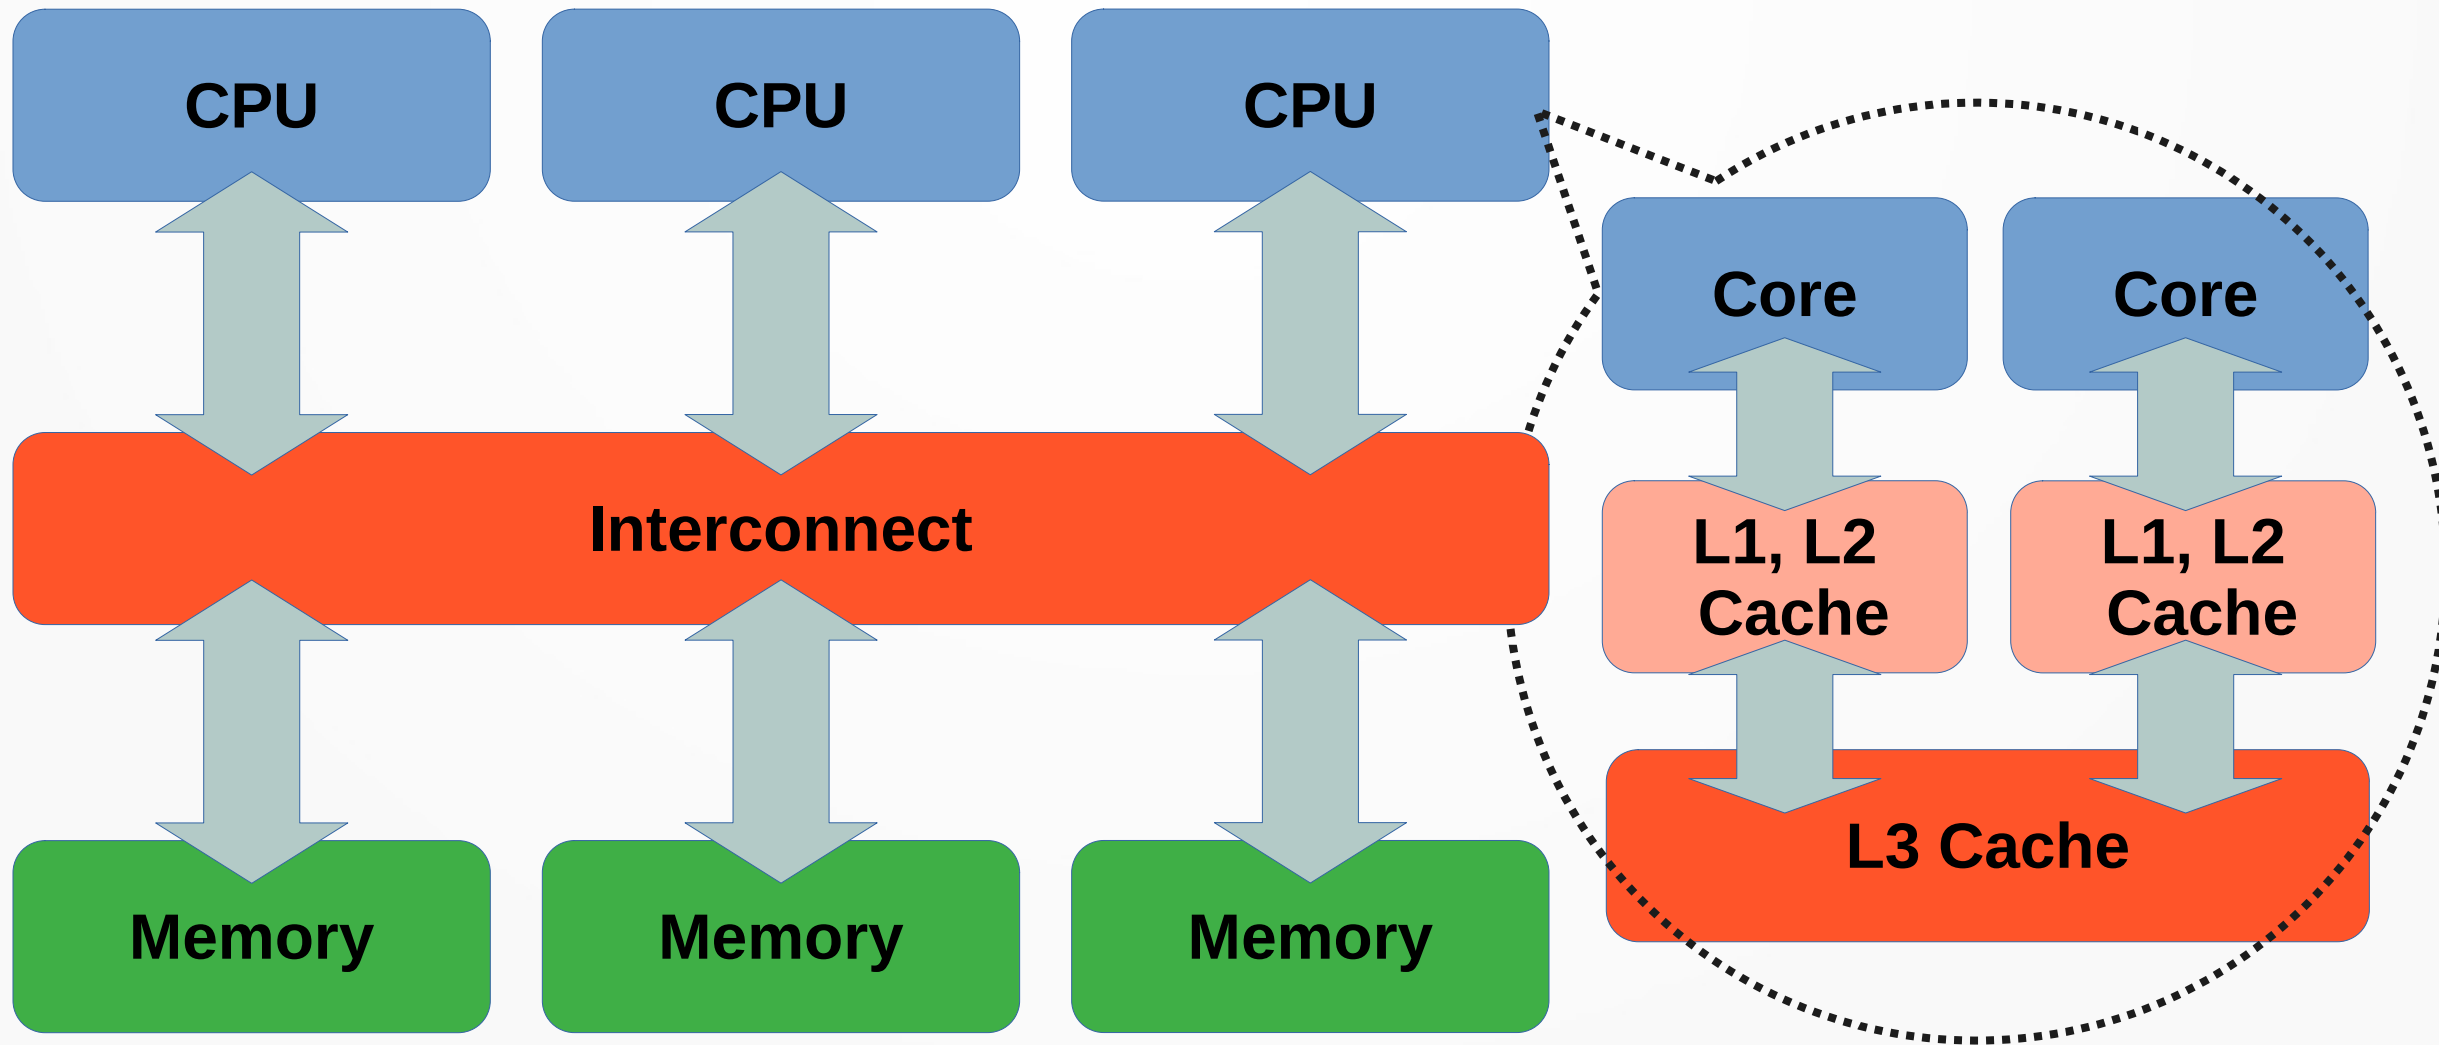 CPU
CPU
CPU
Core
Core
Interconnect
L1, L2
Cache
L1, L2
Cache
L3 Cache
Memory
Memory
Memory